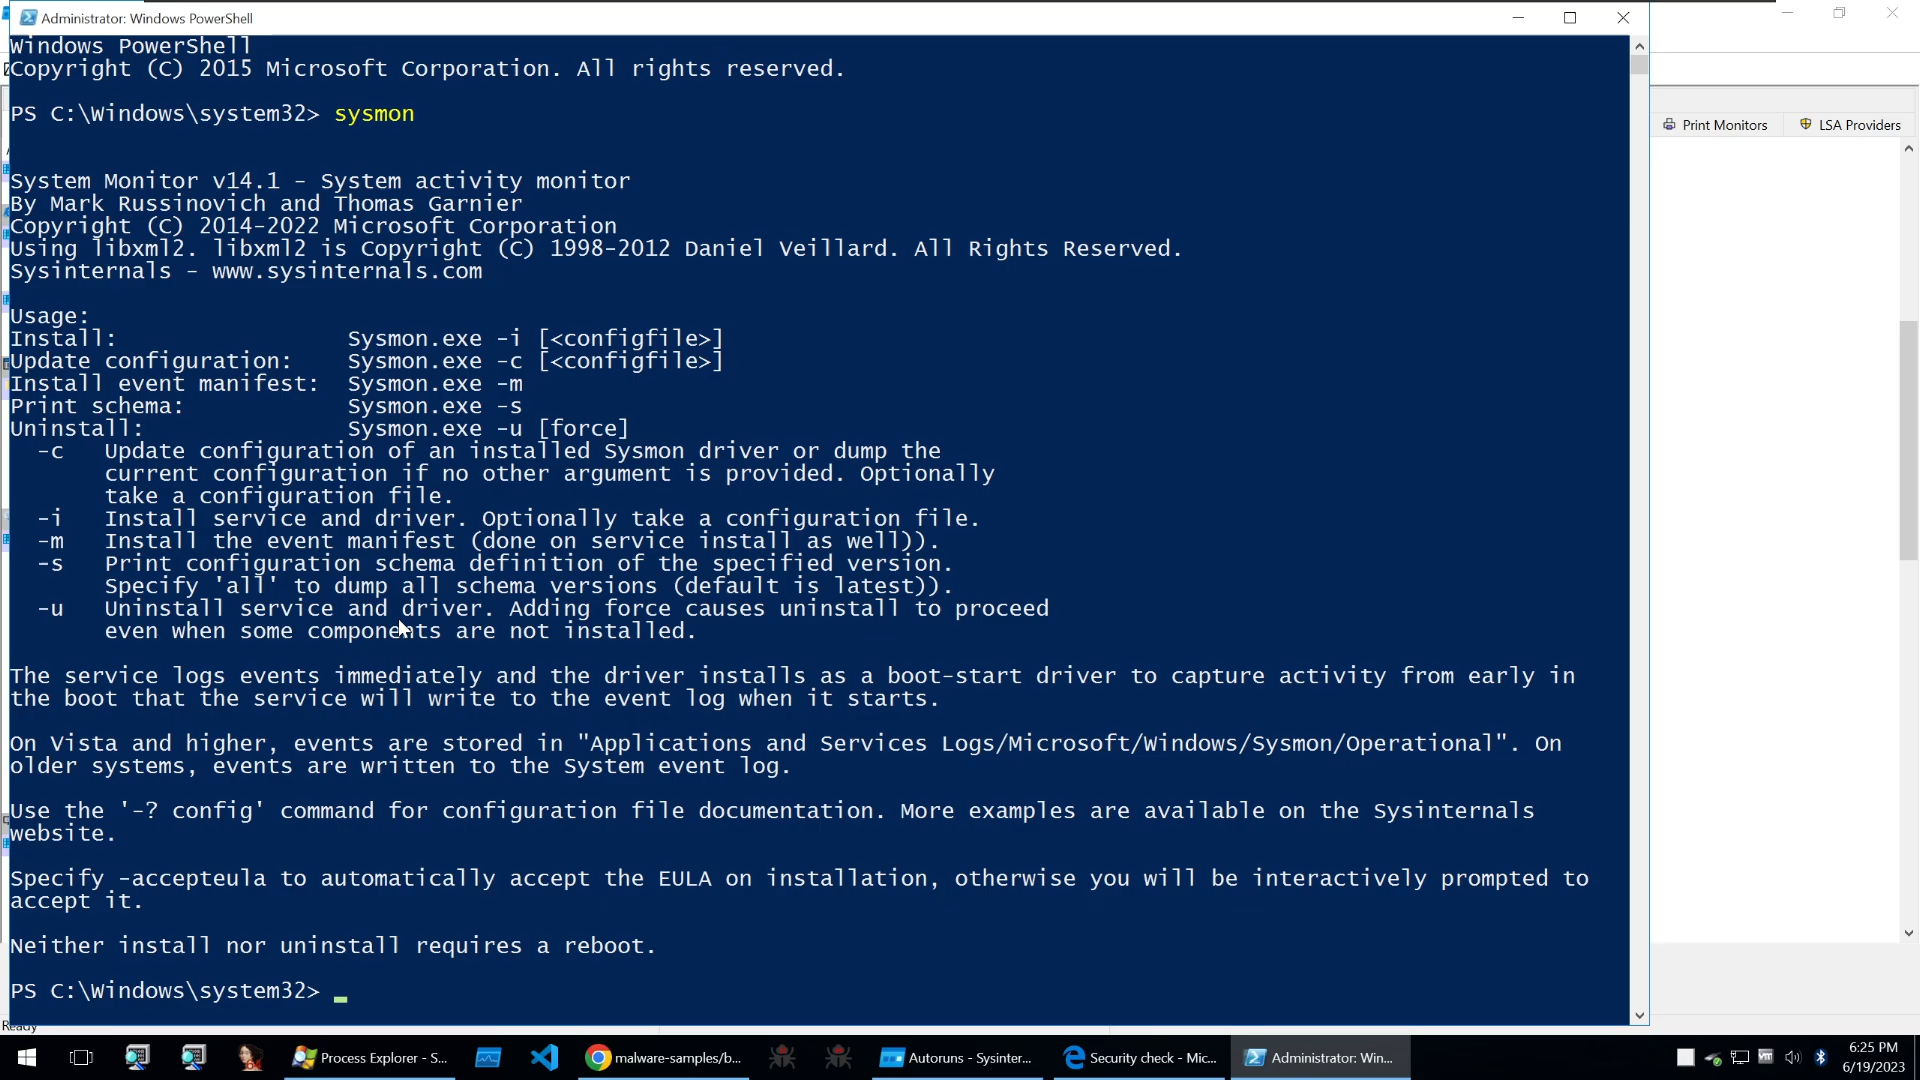 Administrator: Windows PowerShell
Windows PowerShell
Copyright (C) 2015 Microsoft Corporation. All rights reserved.
PS C:\Windows\system32> sysmon
System Monitor v14.1 - System activity monitor
By Mark Russinovich and Thomas Garnier
Copyright (C) 2014-2022 Microsoft Corporation
Using libxml2. libxml2 is Copyright (C) 1998-2012 Daniel Veillard. All Rights Reserved.
Sysinternals - www.sysinternals.com
Usage:
Install: Sysmon.exe -i [<configfile>]
Update configuration: Sysmon.exe -c [<configfile>]
Install event manifest: Sysmon.exe -m
Print schema: Sysmon.exe -s
Uninstall: Sysmon.exe -u [force]
-c Update configuration of an installed Sysmon driver or dump the
current configuration if no other argument is provided. Optionally
take a configuration file.
-i Install service and driver. Optionally take a configuration file.
-m Install the event manifest (done on service install as well)).
-s Print configuration schema definition of the specified version.
Specify 'all' to dump all schema versions (default is latest)).
-u Uninstall service and driver. Adding force causes uninstall to proceed
even when some components are not installed.
The service logs events immediately and the driver installs as a boot-start driver to capture activity from early in
the boot that the service will write to the event log when it starts.
On Vista and higher, events are stored in "Applications and Services Logs/Microsoft/Windows/Sysmon/Operational". On
older systems, events are written to the System event log.
Use the '-? config' command for configuration file documentation. More examples are available on the Sysinternals
website.
Specify -accepteula to automatically accept the EULA on installation, otherwise you will be interactively prompted to
accept it.
Neither install nor uninstall requires a reboot.
PS C:\Windows\system32>
Print Monitors
LSA Providers
Ready
Process Explorer - S...
malware-samples/b...
Autoruns - Sysinter...
Security check - Mic...
Administrator: Win...
6:25 PM
6/19/2023